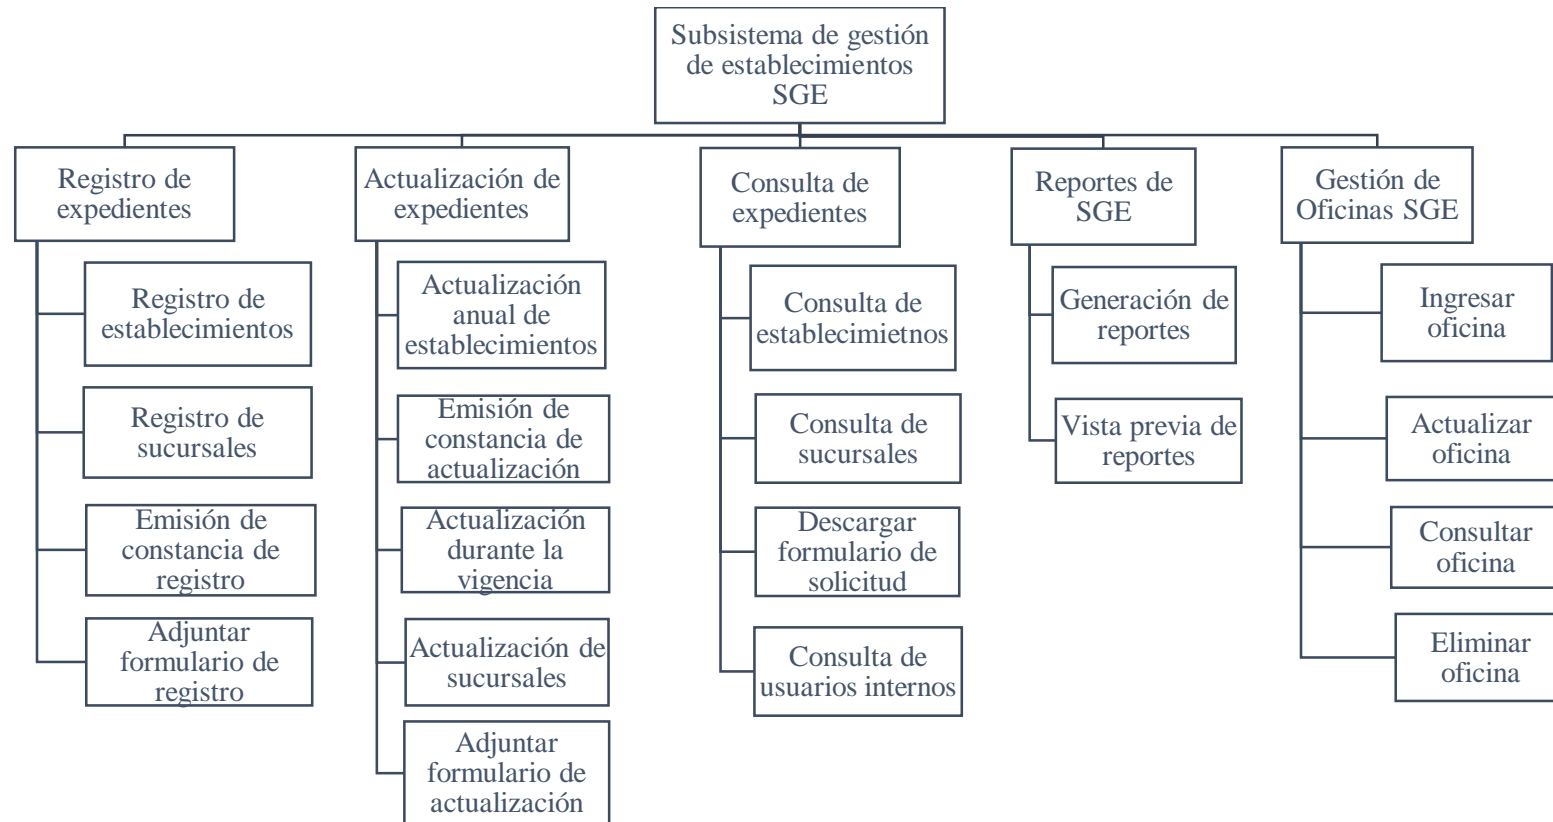 Subsistema de gestión
de establecimientos
SGE
Registro de
expedientes
Registro de
establecimientos
Registro de
sucursales
Emisión de
constancia de
registro
Adjuntar
formulario de
registro
Actualización de
expedientes
Actualización
anual de
establecimientos
Emisión de
constancia de
actualización
Actualización
durante la
vigencia
Actualización de
sucursales
Adjuntar
formulario de
actualización
Consulta de
expedientes
Consulta de
establecimietnos
Consulta de
sucursales
Descargar
formulario de
solicitud
Consulta de
usuarios internos
Reportes de
SGE
Generación de
reportes
Vista previa de
reportes
Gestión de
Oficinas SGE
Ingresar
oficina
Actualizar
oficina
Consultar
oficina
Eliminar
oficina